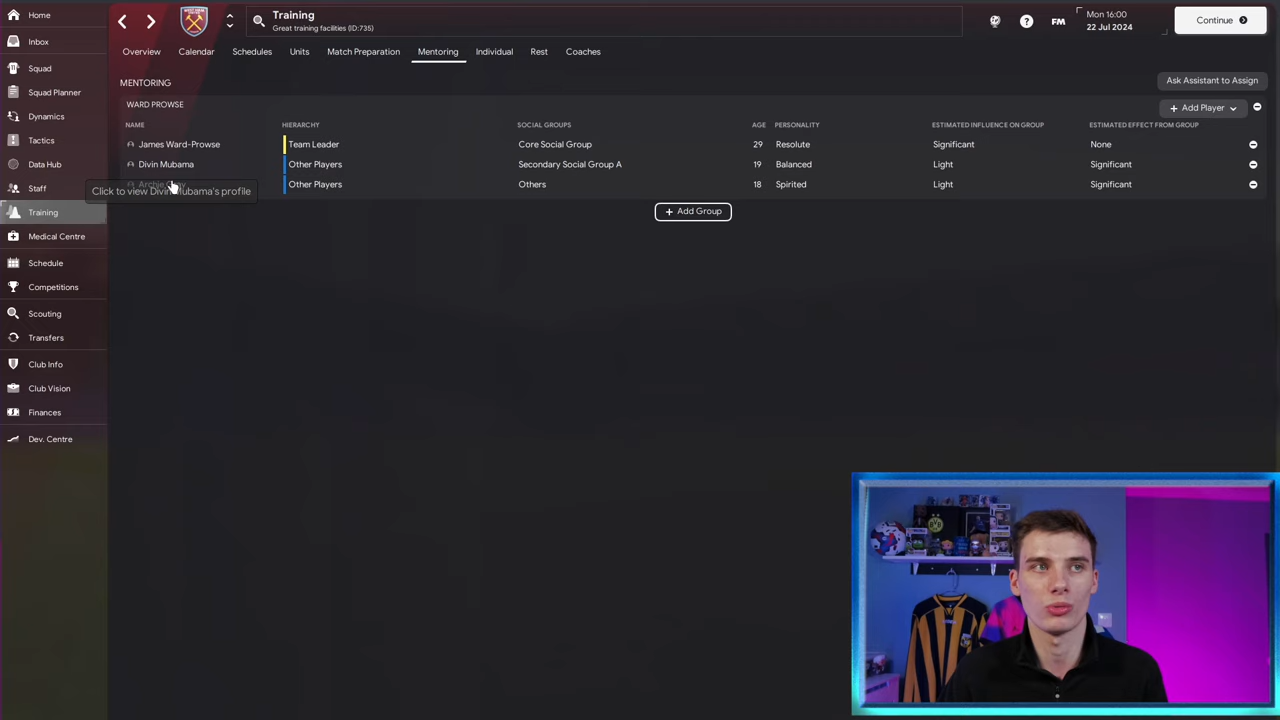 Home
Inbox
Squad
Squad Planner
Dynamics
Tactics
Data Hub
Staff
Training
Medical Centre
Schedule
Competitions
Scouting
Transfers
Club Info
Club Vision
Finances
Dev. Centre
Training
Great training facilities (ID:735)
FM
Mon 16:00
22 Jul 2024
Continue
Overview Calendar Schedules Units Match Preparation Mentoring Individual Rest Coaches
MENTORING
Ask Assistant to Assign
WARD PROWSE
Add Player
NAME HIERARCHY SOCIAL GROUPS AGE PERSONALITY ESTIMATED INFLUENCE ON GROUP ESTIMATED EFFECT FROM GROUP
James Ward-Prowse Team Leader Core Social Group 29 Resolute Significant None
Divin Mubama Other Players Secondary Social Group A 19 Balanced Light Significant
Other Players Others 18 Spirited Light Significant
Click to view Divin Mubama's profile
Add Group
BVB